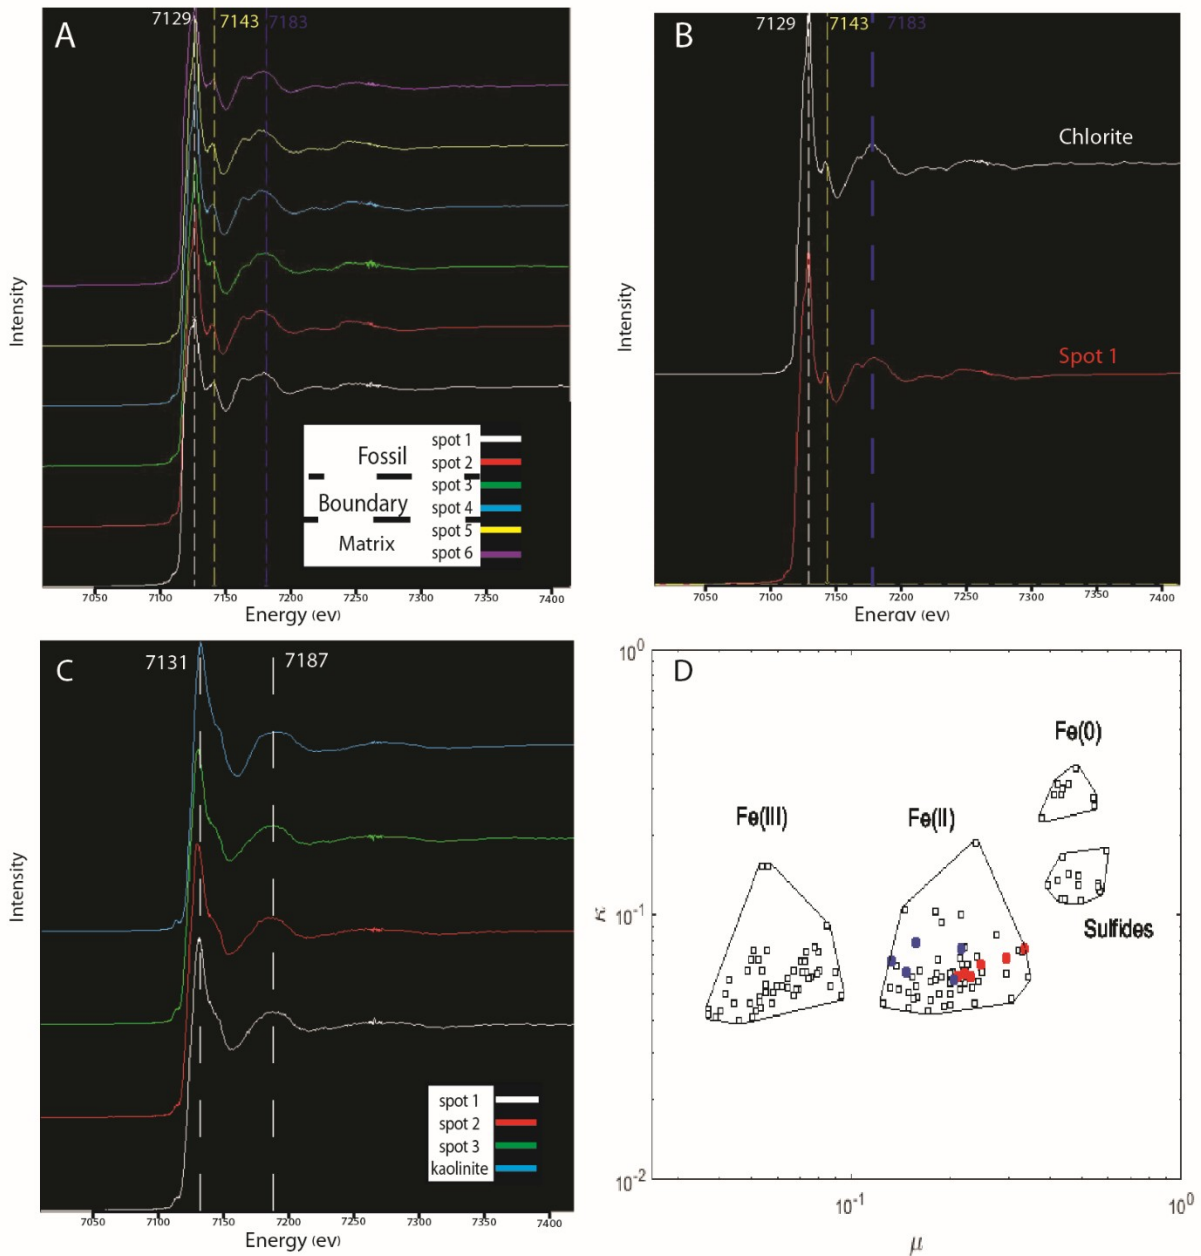 A
7129 7143 7183
Intensity
spot 1
Fossil
spot 2
spot 3
Boundary
spot 4
spot 5
Matrix
spot 6
7050 7100 7150 7200 7250 7300 7350 7400
Energy (ev)
B
7129 7143 7183
Intensity
Chlorite
Spot 1
7050 7100 7150 7200 7250 7300 7350 7400
Energy (ev)
C
7131 7187
Intensity
spot 1
spot 2
spot 3
kaolinite
7050 7100 7150 7200 7250 7300 7350 7400
Energy (ev)
D
10⁰
Fe(0)
Fe(III) Fe(II)
κ 10⁻¹
Sulfides
10⁻²
10⁻¹ 10⁰
μ